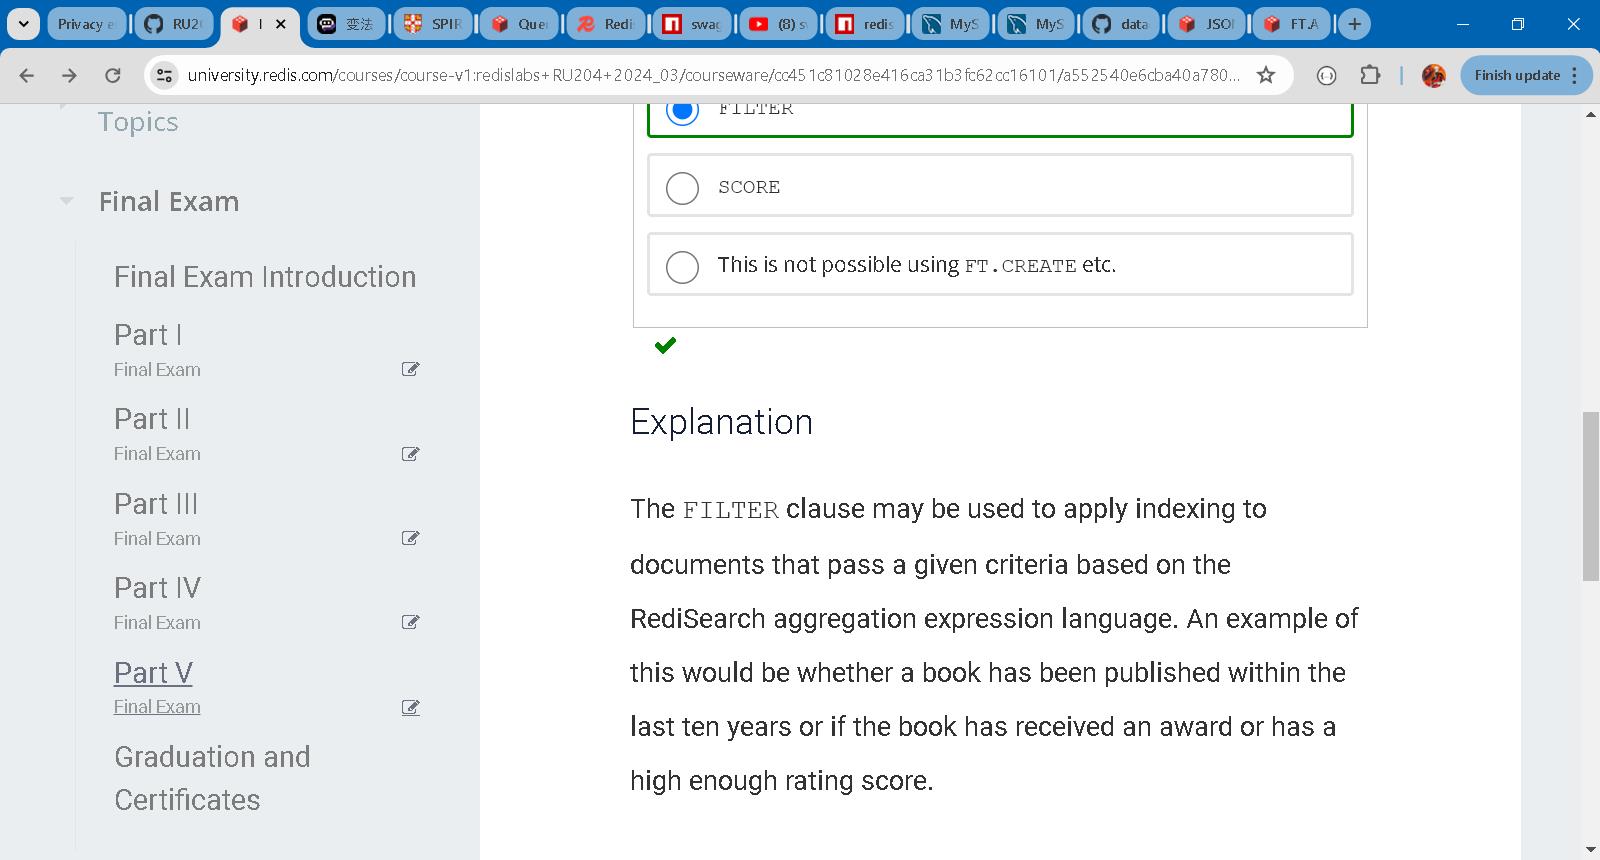 Privacy e
RU2
I
变法
SPIR
Que
Redi
swag
(8) s
redis
MyS
MyS
data
JSO
FT.A
university.redis.com/courses/course-v1:redislabs+RU204+2024_03/courseware/cc451c81028e416ca31b3fc62cc16101/a552540e6cba40a780...
Finish update
Topics
Final Exam
Final Exam Introduction
Part I
Final Exam
Part II
Final Exam
Part III
Final Exam
Part IV
Final Exam
Part V
Final Exam
Graduation and
Certificates
FILTER
SCORE
This is not possible using FT.CREATE etc.
Explanation
The FILTER clause may be used to apply indexing to
documents that pass a given criteria based on the
RediSearch aggregation expression language. An example of
this would be whether a book has been published within the
last ten years or if the book has received an award or has a
high enough rating score.